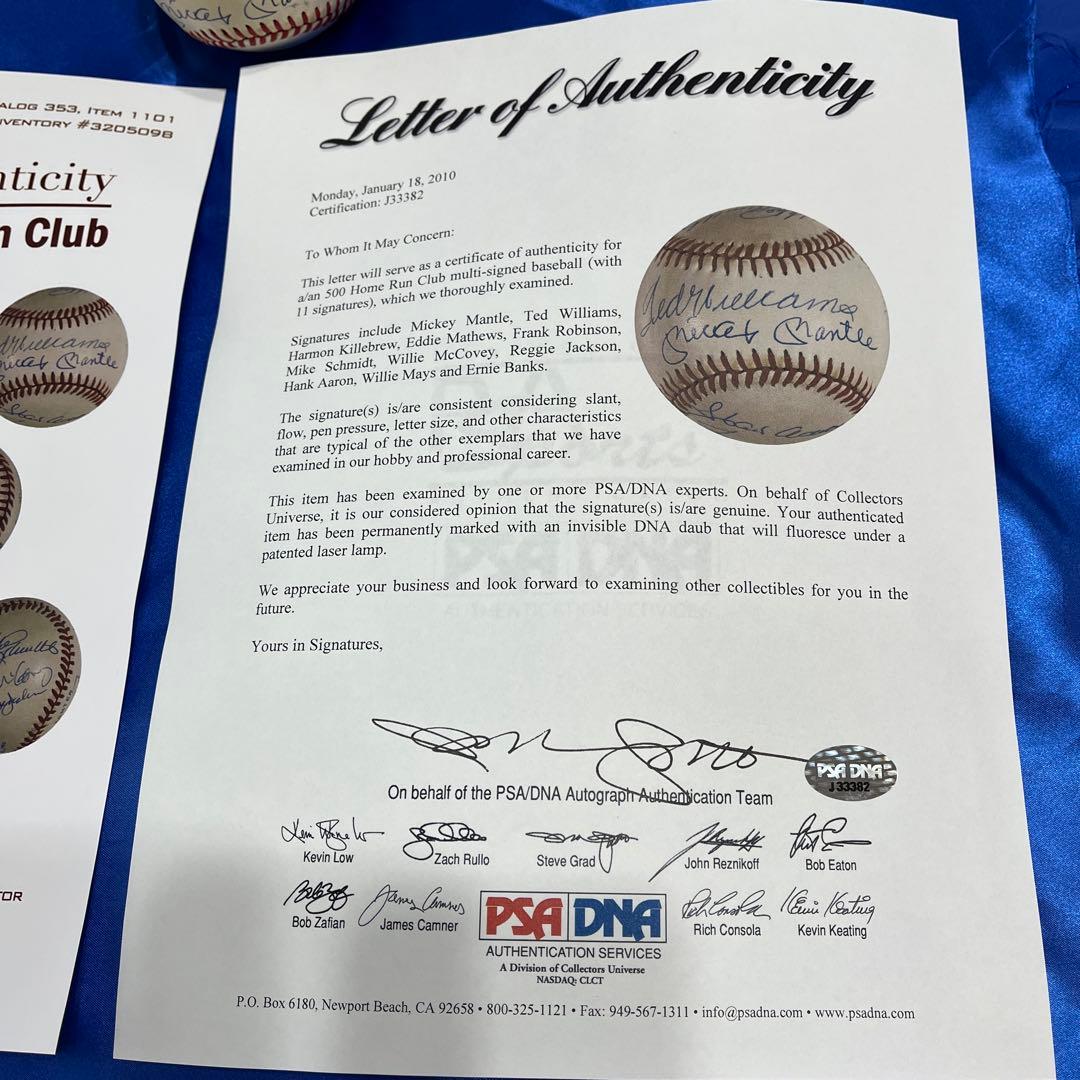 ALOG 353, ITEM 1101
VENTORY #3205098
nticity
n Club
OR
Letter of Authenticity
Monday, January 18, 2010
Certification: J33382
To Whom It May Concern:
This letter will serve as a certificate of authenticity for
a/an 500 Home Run Club multi-signed baseball (with
11 signatures), which we thoroughly examined.
Signatures include Mickey Mantle, Ted Williams,
Harmon Killebrew, Eddie Mathews, Frank Robinson,
Mike Schmidt, Willie McCovey, Reggie Jackson,
Hank Aaron, Willie Mays and Ernie Banks.
The signature(s) is/are consistent considering slant,
flow, pen pressure, letter size, and other characteristics
that are typical of the other exemplars that we have
examined in our hobby and professional career.
Ted Williams
Mickey Mantle
This item has been examined by one or more PSA/DNA experts. On behalf of Collectors
Universe, it is our considered opinion that the signature(s) is/are genuine. Your authenticated
item has been permanently marked with an invisible DNA daub that will fluoresce under a
patented laser lamp.
We appreciate your business and look forward to examining other collectibles for you in the
future.
Yours in Signatures,
On behalf of the PSA/DNA Autograph Authentication Team
PSA DNA
J33382
Kevin Low
Zach Rullo
Steve Grad
John Reznikoff
Bob Eaton
Bob Zafian
James Camner
Rich Consola
Kevin Keating
PSA DNA
AUTHENTICATION SERVICES
A Division of Collectors Universe
NASDAQ: CLCT
P.O. Box 6180, Newport Beach, CA 92658 • 800-325-1121 • Fax: 949-567-1311 • info@psadna.com • www.psadna.com